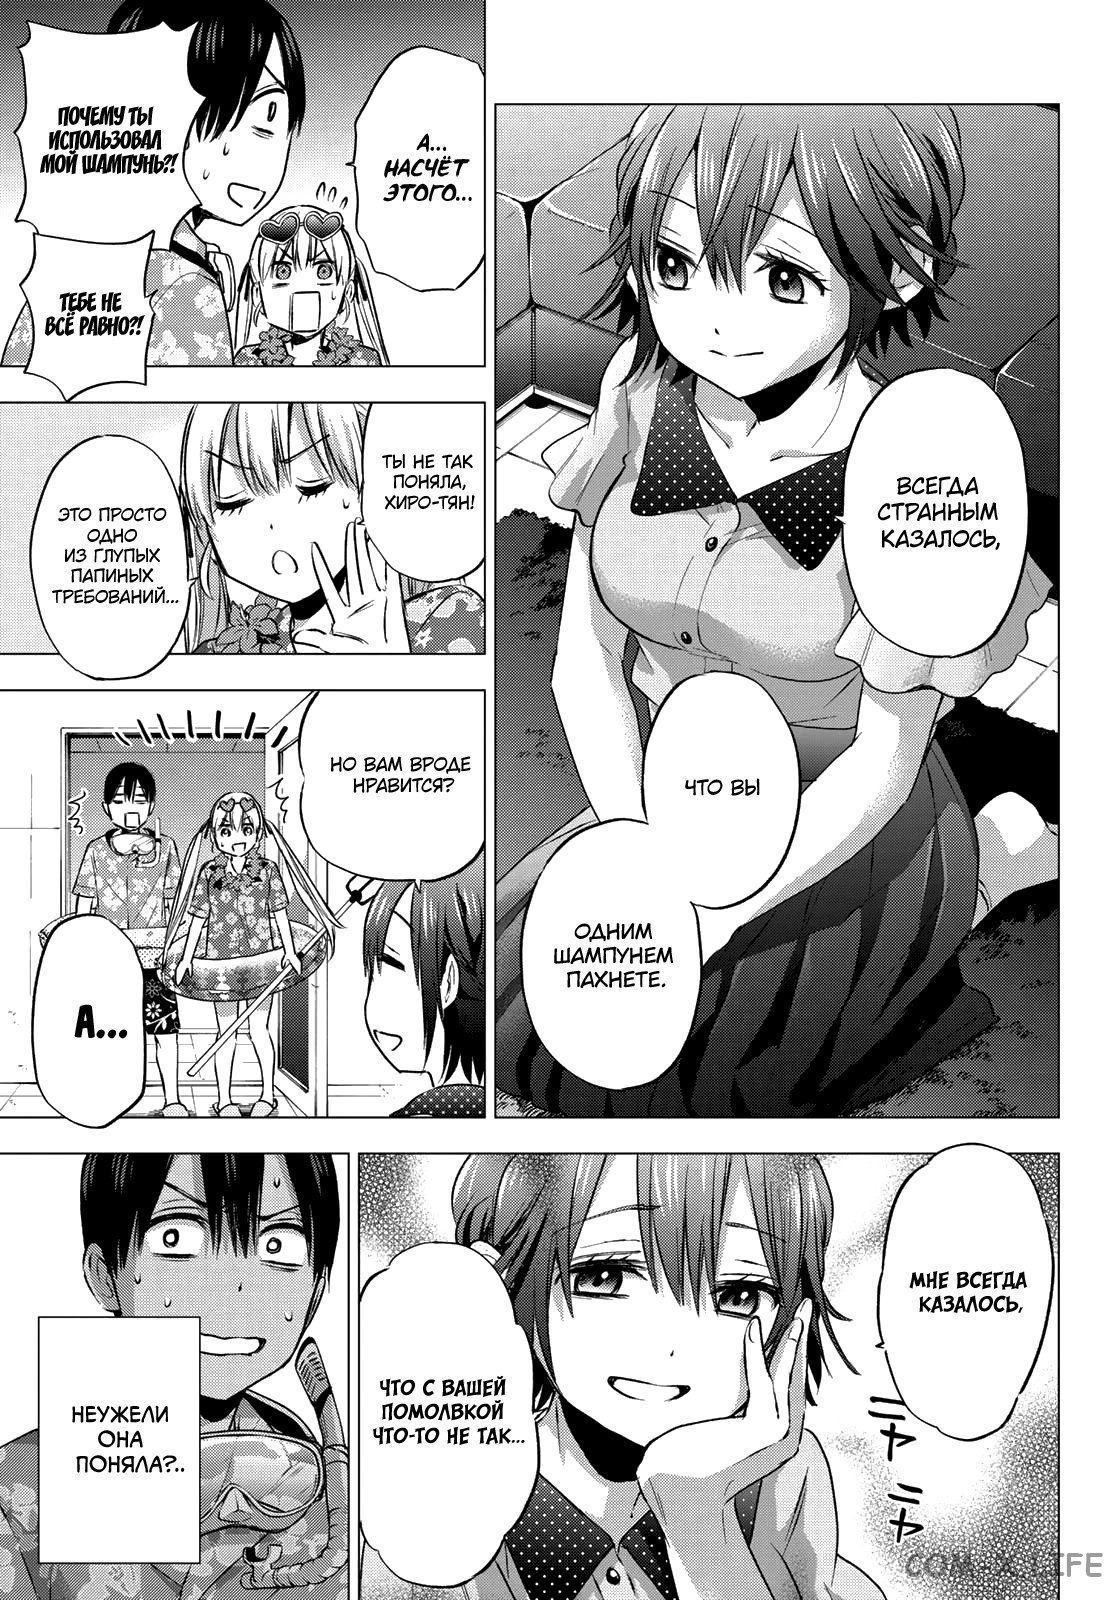 ВСЕГДА
СТРАННЫМ
КАЗАЛОСЬ,
ЧТО ВЫ
ОДНИМ
ШАМПУНЕМ
ПАХНЕТЕ.
А...
НАСЧЁТ
ЭТОГО...
ПОЧЕМУ ТЫ
ИСПОЛЬЗОВАЛ
МОЙ ШАМПУНЬ?!
ТЕБЕ НЕ
ВСЁ РАВНО?!
ТЫ НЕ ТАК
ПОНЯЛА,
ХИРО-ТЯН!
ЭТО ПРОСТО
ОДНО
ИЗ ГЛУПЫХ
ПАПИНЫХ
ТРЕБОВАНИЙ...
НО ВАМ ВРОДЕ
НРАВИТСЯ?
А...
МНЕ ВСЕГДА
КАЗАЛОСЬ,
ЧТО С ВАШЕЙ
ПОМОЛВКОЙ
ЧТО-ТО НЕ ТАК...
ニヤ
ニヤ
НЕУЖЕЛИ
ОНА
ПОНЯЛА?..
COM-X.LIFE